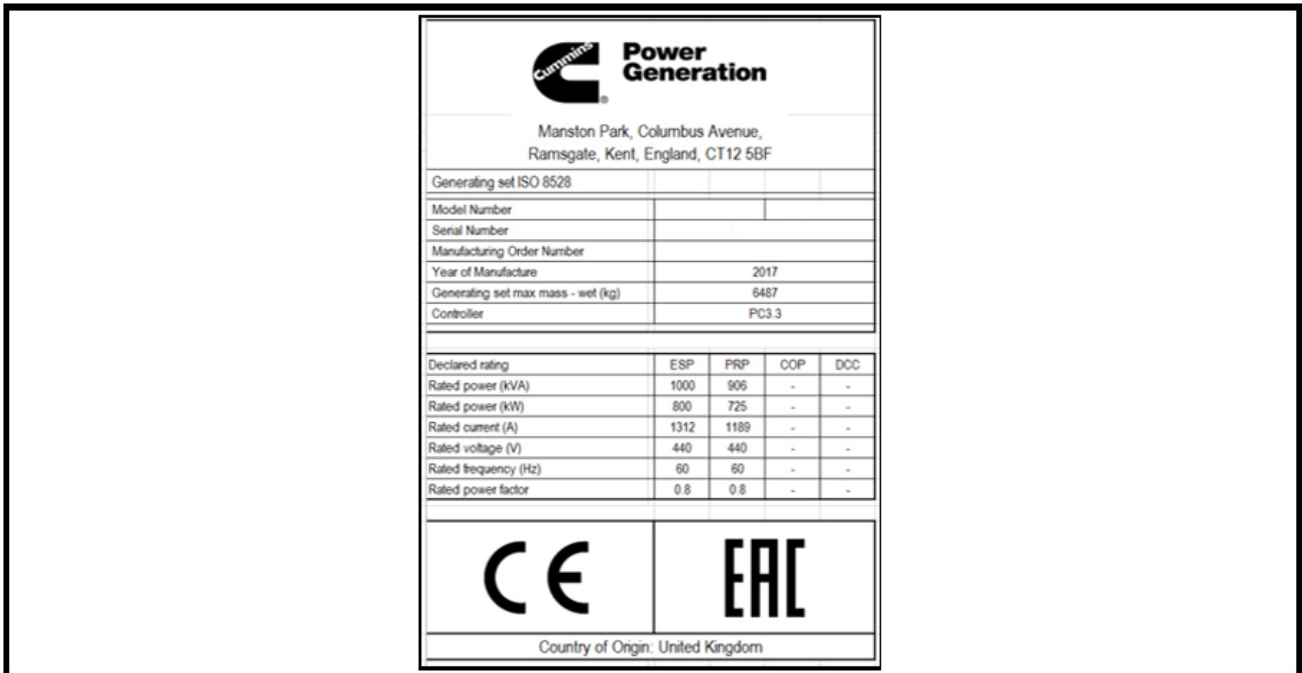 Cummins
®
Power
Generation
Manston Park, Columbus Avenue,
Ramsgate, Kent, England, CT12 5BF
Generating set ISO 8528
Model Number
Serial Number
Manufacturing Order Number
Year of Manufacture 2017
Generating set max mass - wet (kg) 6487
Controller PC3.3
Declared rating ESP PRP COP DCC
Rated power (kVA) 1000 906 - -
Rated power (kW) 800 725 - -
Rated current (A) 1312 1189 - -
Rated voltage (V) 440 440 - -
Rated frequency (Hz) 60 60 - -
Rated power factor 0.8 0.8 - -
CE EAC
Country of Origin: United Kingdom